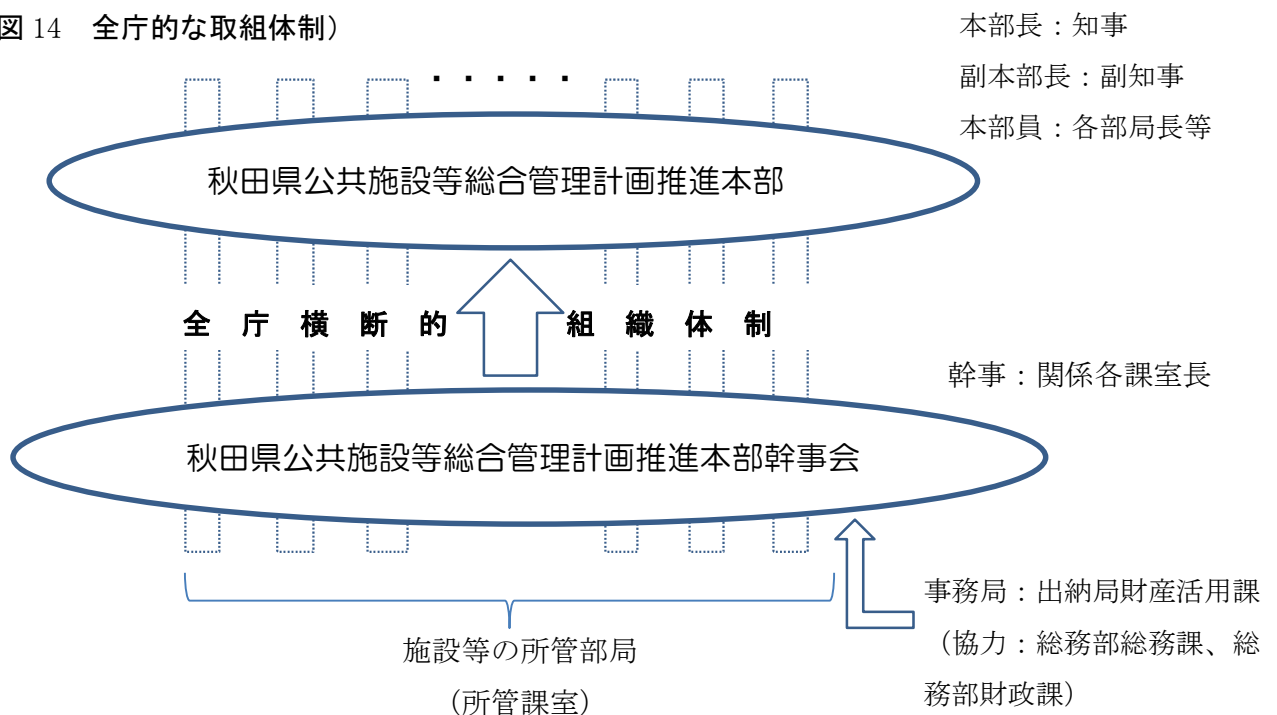 図 14 全庁的な取組体制）
本部長：知事
副本部長：副知事
本部員：各部局長等
・・・・・
秋田県公共施設等総合管理計画推進本部
全庁横断的 組織体制
幹事：関係各課室長
秋田県公共施設等総合管理計画推進本部幹事会
施設等の所管部局
（所管課室）
事務局：出納局財産活用課
（協力：総務部総務課、総
務部財政課）